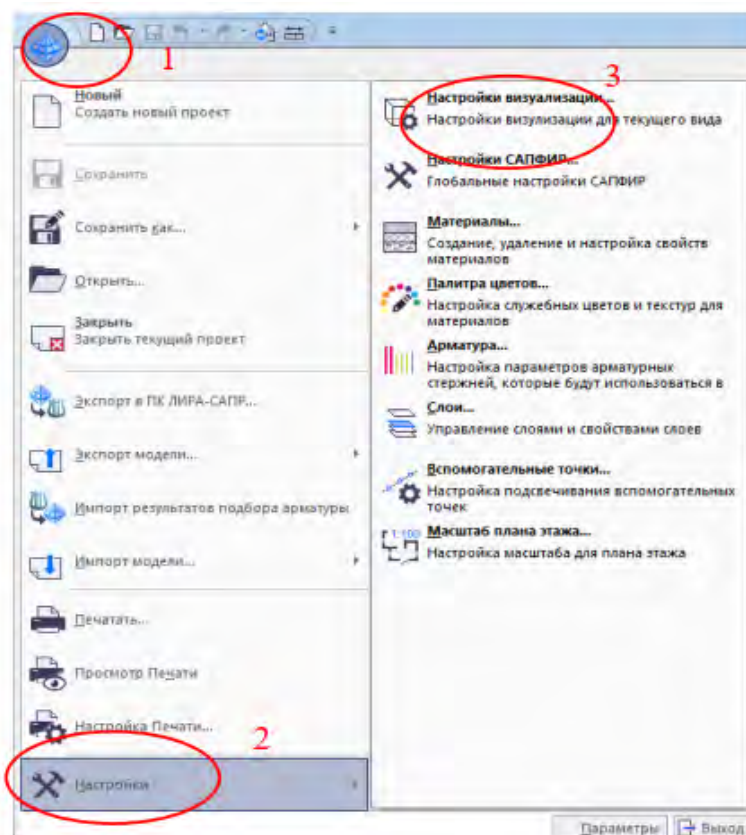 1
Новый
Создать новый проект
Сохранить
Сохранить как...
Открыть...
Закрыть
Закрыть текущий проект
Экспорт в ПК ЛИРА-САПР...
Экспорт модели...
Импорт результатов подбора арматуры
Импорт модели...
Печатать...
Просмотр Печати
Настройка Печати...
2
Настройки
3
Настройки визуализации...
Настройки визулизации для текущего вида
Настройки САПФИР...
Глобальные настройки САПФИР
Материалы...
Создание, удаление и настройка свойств
материалов
Палитра цветов...
Настройка служебных цветов и текстур для
материалов
Арматура...
Настройка параметров арматурных
стержней, которые будут использоваться в
Слои...
Управление слоями и свойствами слоев
Вспомогательные точки...
Настройка подсвечивания вспомогательных
точек
1:100
Масштаб плана этажа...
Настройка масштаба для плана этажа
Параметры
Выход